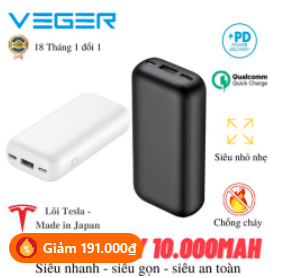 VEGER
18 Tháng 1 đổi 1
PD
POWER
DELIVERY
Qualcomm
Quick Charge
Siêu nhỏ nhẹ
Lõi Tesla -
Made in Japan
Chống cháy
Giảm 191.000₫
Y 10.000MAH
Siêu nhanh - siêu gọn - siêu an toàn